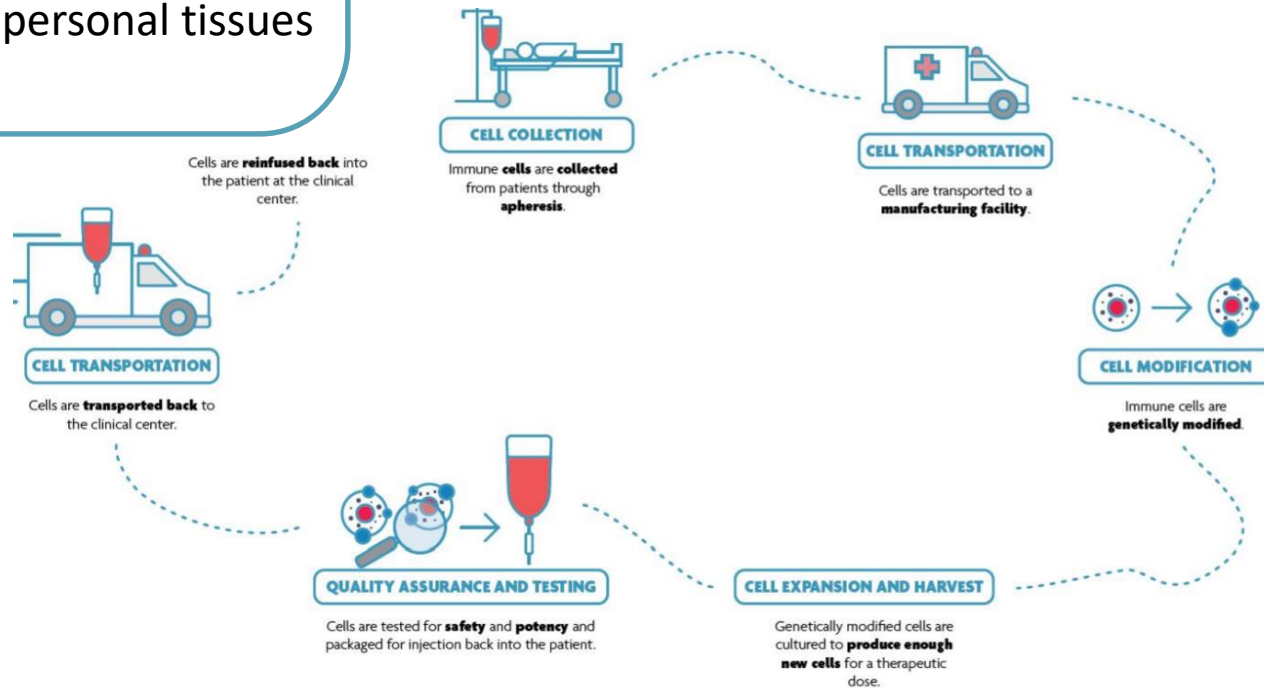 personal tissues
CELL COLLECTION
Immune cells are collected
from patients through
apheresis.
CELL TRANSPORTATION
Cells are transported to a
manufacturing facility.
CELL MODIFICATION
Immune cells are
genetically modified.
CELL EXPANSION AND HARVEST
Genetically modified cells are
cultured to produce enough
new cells for a therapeutic
dose.
QUALITY ASSURANCE AND TESTING
Cells are tested for safety and potency and
packaged for injection back into the patient.
CELL TRANSPORTATION
Cells are transported back to
the clinical center.
Cells are reinfused back into
the patient at the clinical
center.